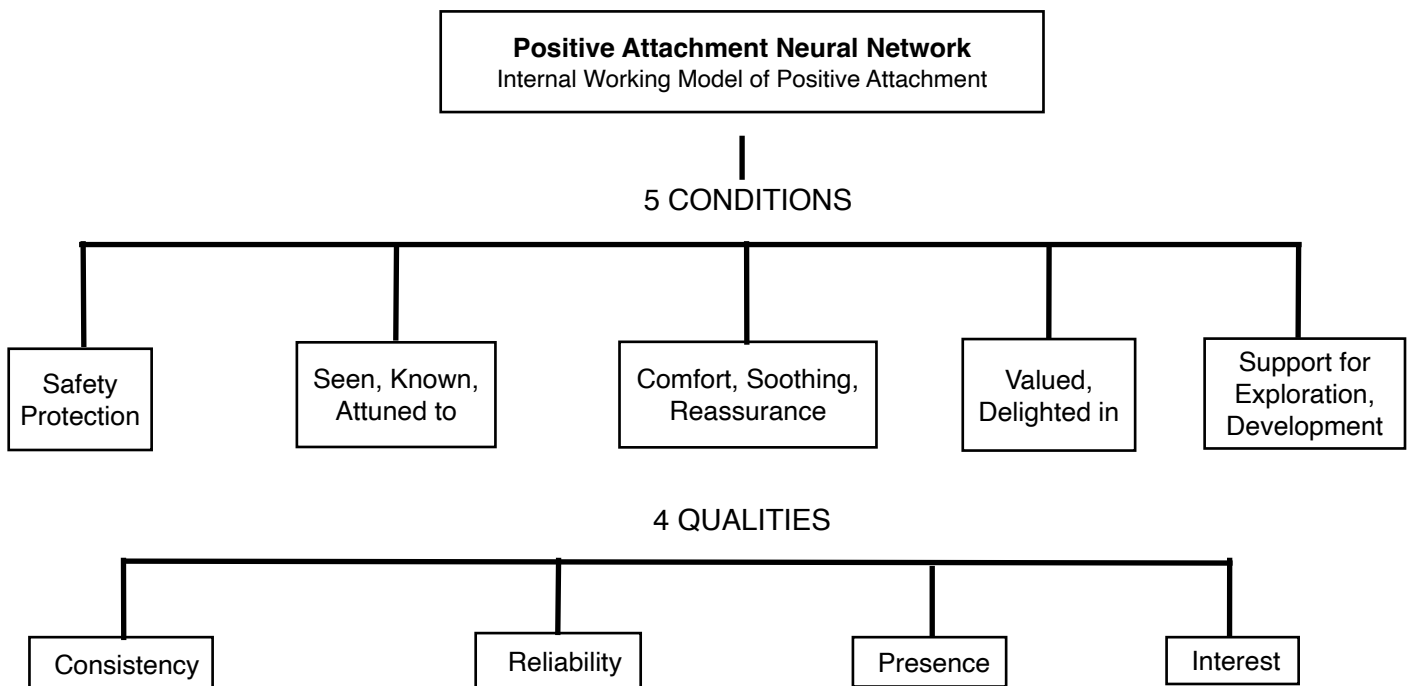 Positive Attachment Neural Network
Internal Working Model of Positive Attachment
5 CONDITIONS
Safety
Protection
Seen, Known,
Attuned to
Comfort, Soothing,
Reassurance
Valued,
Delighted in
Support for
Exploration,
Development
4 QUALITIES
Consistency
Reliability
Presence
Interest